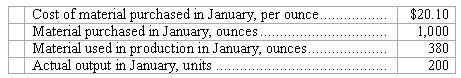 Cost of material purchased in January, per ounce.................. $20.10
Material purchased in January, ounces.................................... 1,000
Material used in production in January, ounces....................... 380
Actual output in January, units ................................................ 200